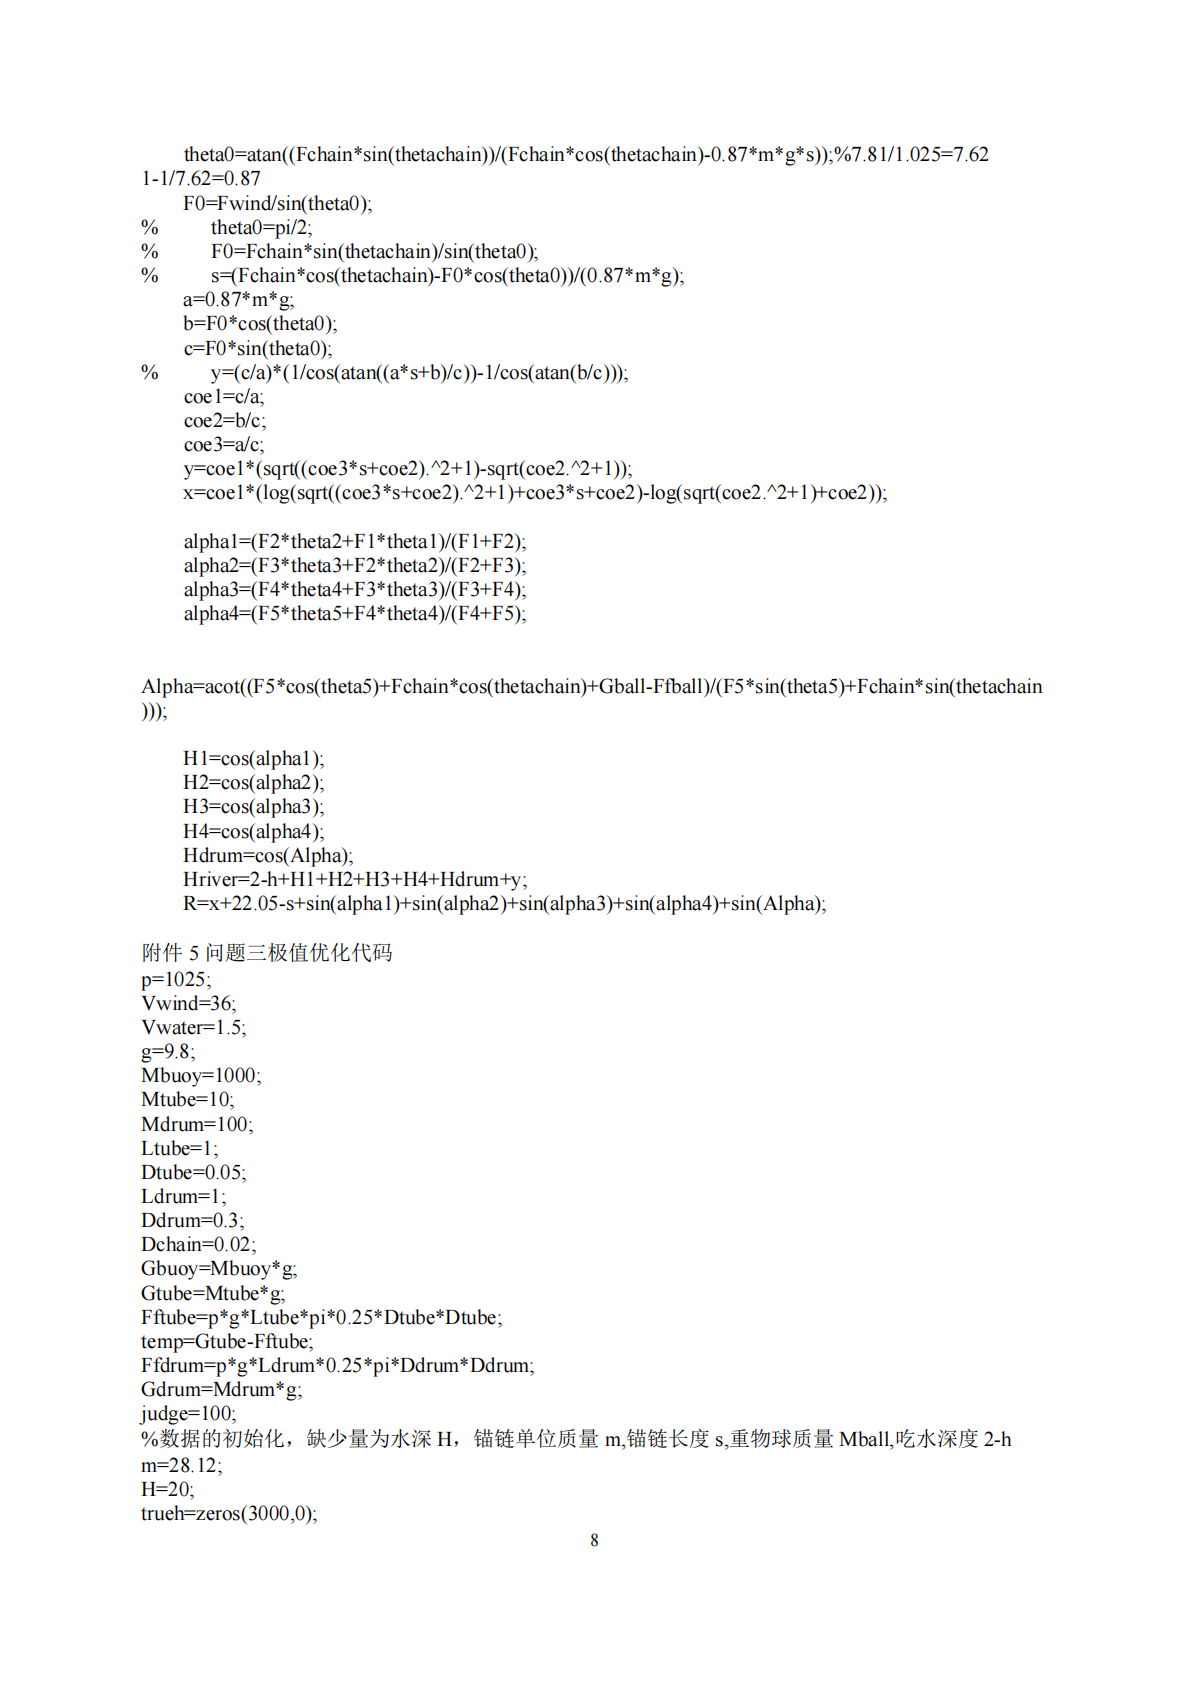 theta0=atan((Fchain*sin(thetachain))/(Fchain*cos(thetachain)-0.87*m*g*s));%7.81/1.025=7.62
1-1/7.62=0.87
F0=Fwind/sin(theta0);
% theta0=pi/2;
% F0=Fchain*sin(thetachain)/sin(theta0);
% s=(Fchain*cos(thetachain)-F0*cos(theta0))/(0.87*m*g);
a=0.87*m*g;
b=F0*cos(theta0);
c=F0*sin(theta0);
% y=(c/a)*(1/cos(atan((a*s+b)/c))-1/cos(atan(b/c)));
coe1=c/a;
coe2=b/c;
coe3=a/c;
y=coe1*(sqrt((coe3*s+coe2).^2+1)-sqrt(coe2.^2+1));
x=coe1*(log(sqrt((coe3*s+coe2).^2+1)+coe3*s+coe2)-log(sqrt(coe2.^2+1)+coe2));
alpha1=(F2*theta2+F1*theta1)/(F1+F2);
alpha2=(F3*theta3+F2*theta2)/(F2+F3);
alpha3=(F4*theta4+F3*theta3)/(F3+F4);
alpha4=(F5*theta5+F4*theta4)/(F4+F5);
Alpha=acot((F5*cos(theta5)+Fchain*cos(thetachain)+Gball-Ffball)/(F5*sin(theta5)+Fchain*sin(thetachain
)));
H1=cos(alpha1);
H2=cos(alpha2);
H3=cos(alpha3);
H4=cos(alpha4);
Hdrum=cos(Alpha);
Hriver=2-h+H1+H2+H3+H4+Hdrum+y;
R=x+22.05-s+sin(alpha1)+sin(alpha2)+sin(alpha3)+sin(alpha4)+sin(Alpha);
附件 5 问题三极值优化代码
p=1025;
Vwind=36;
Vwater=1.5;
g=9.8;
Mbuoy=1000;
Mtube=10;
Mdrum=100;
Ltube=1;
Dtube=0.05;
Ldrum=1;
Ddrum=0.3;
Dchain=0.02;
Gbuoy=Mbuoy*g;
Gtube=Mtube*g;
Fftube=p*g*Ltube*pi*0.25*Dtube*Dtube;
temp=Gtube-Fftube;
Ffdrum=p*g*Ldrum*0.25*pi*Ddrum*Ddrum;
Gdrum=Mdrum*g;
judge=100;
%数据的初始化，缺少量为水深 H，锚链单位质量 m,锚链长度 s,重物球质量 Mball,吃水深度 2-h
m=28.12;
H=20;
trueh=zeros(3000,0);
8